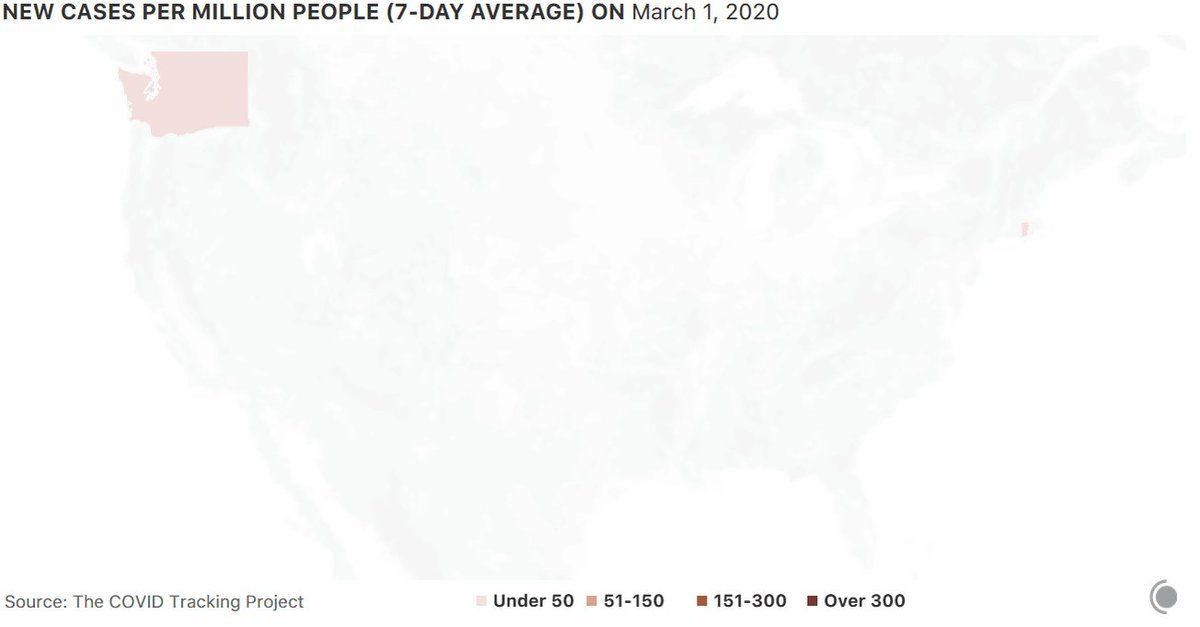 NEW CASES PER MILLION PEOPLE (7-DAY AVERAGE) ON March 1, 2020
Source: The COVID Tracking Project
Under 50 51-150 151-300 Over 300